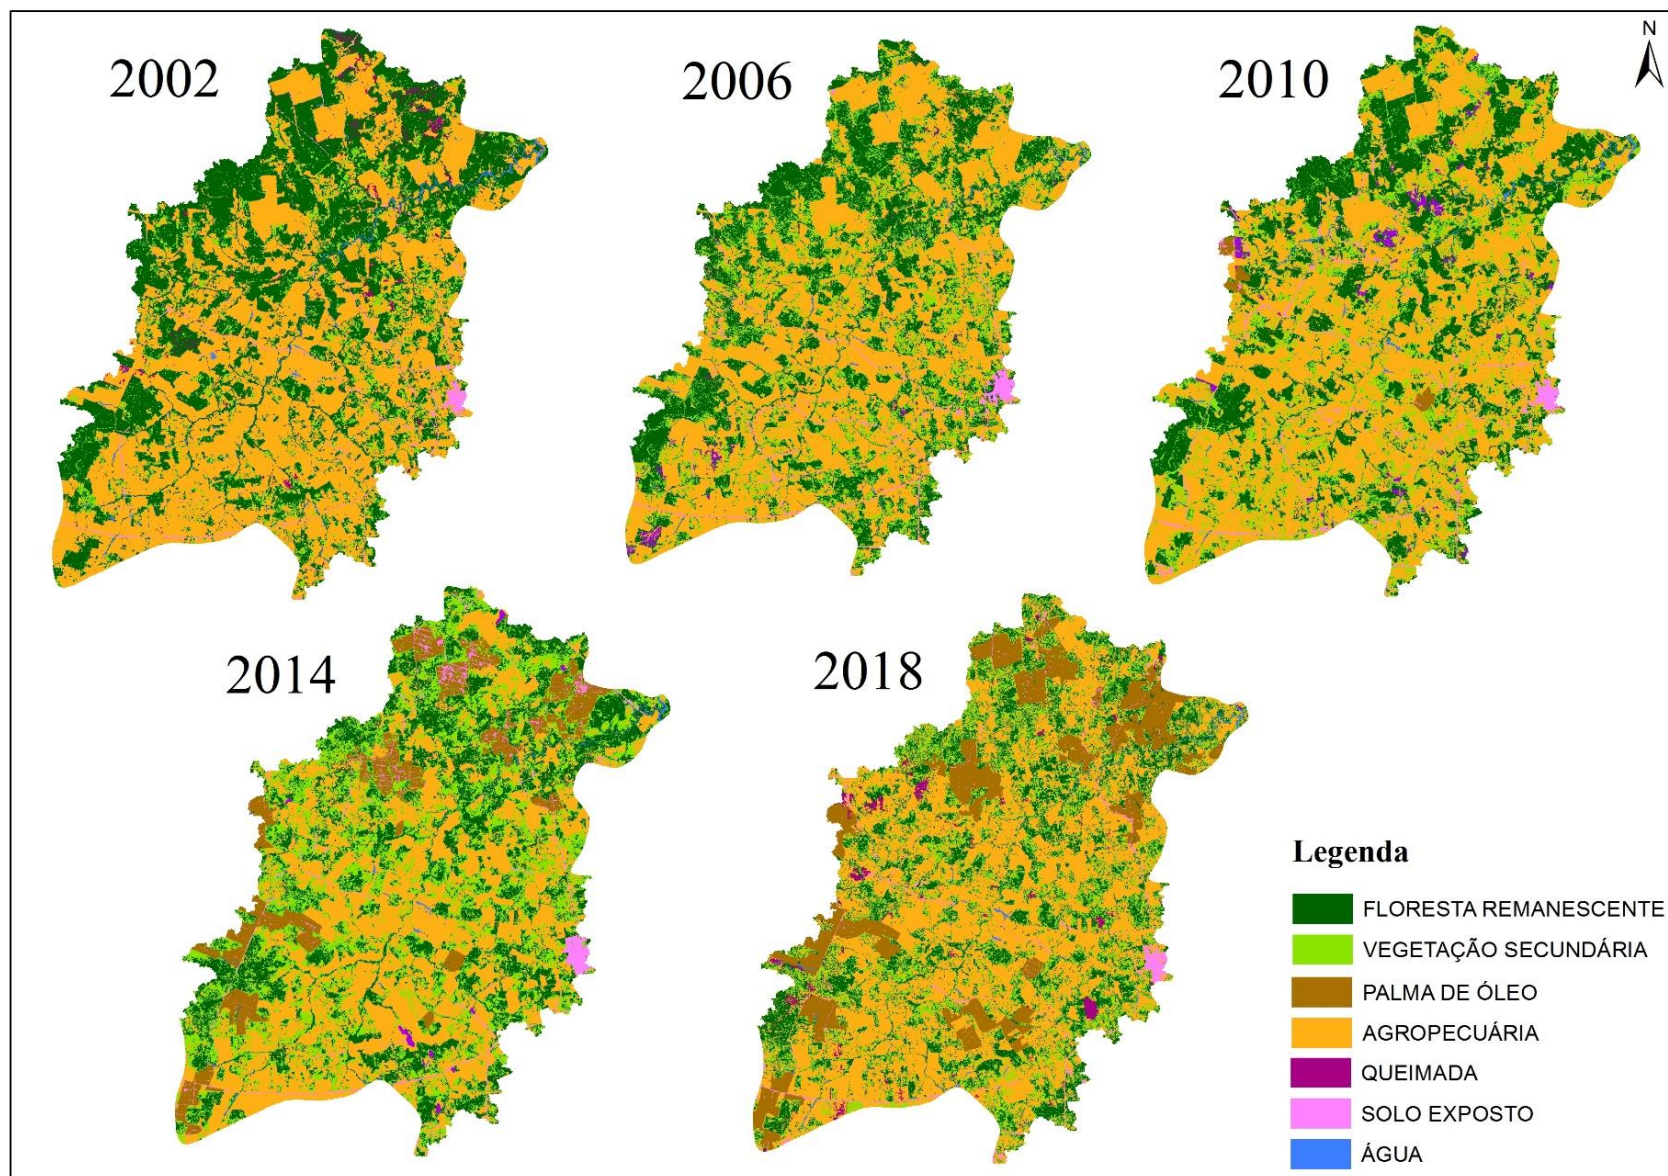 N
2002
2006
2010
2014
2018
Legenda
FLORESTA REMANESCENTE
VEGETAÇÃO SECUNDÁRIA
PALMA DE ÓLEO
AGROPECUÁRIA
QUEIMADA
SOLO EXPOSTO
ÁGUA